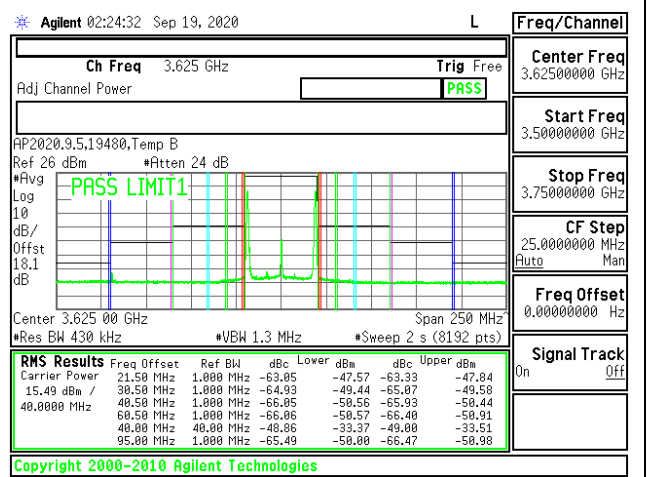 Agilent 02:24:32 Sep 19, 2020 L
Freq/Channel
Ch Freq 3.625 GHz Trig Free
Adj Channel Power PASS
AP2020.9.5,19480,Temp B
Ref 26 dBm #Atten 24 dB
#Avg
Log
10
dB/
Offst
18.1
dB
PASS LIMIT1
Center 3.625 00 GHz Span 250 MHz
#Res BW 430 kHz #VBW 1.3 MHz #Sweep 2 s (8192 pts)
RMS Results Freq Offset Ref BW dBc Lower dBm dBc Upper dBm
Carrier Power 21.50 MHz 1.000 MHz -63.05 -47.57 -63.33 -47.84
15.49 dBm / 30.50 MHz 1.000 MHz -64.93 -49.44 -65.07 -49.58
40.0000 MHz 40.50 MHz 1.000 MHz -66.05 -50.56 -65.93 -50.44
60.50 MHz 1.000 MHz -66.06 -50.57 -66.40 -50.91
40.00 MHz 40.00 MHz -48.86 -33.37 -49.00 -33.51
95.00 MHz 1.000 MHz -65.49 -50.00 -66.47 -50.98
Copyright 2000-2010 Agilent Technologies
Center Freq
3.62500000 GHz
Start Freq
3.50000000 GHz
Stop Freq
3.75000000 GHz
CF Step
25.0000000 MHz
Auto Man
Freq Offset
0.00000000 Hz
Signal Track
On Off